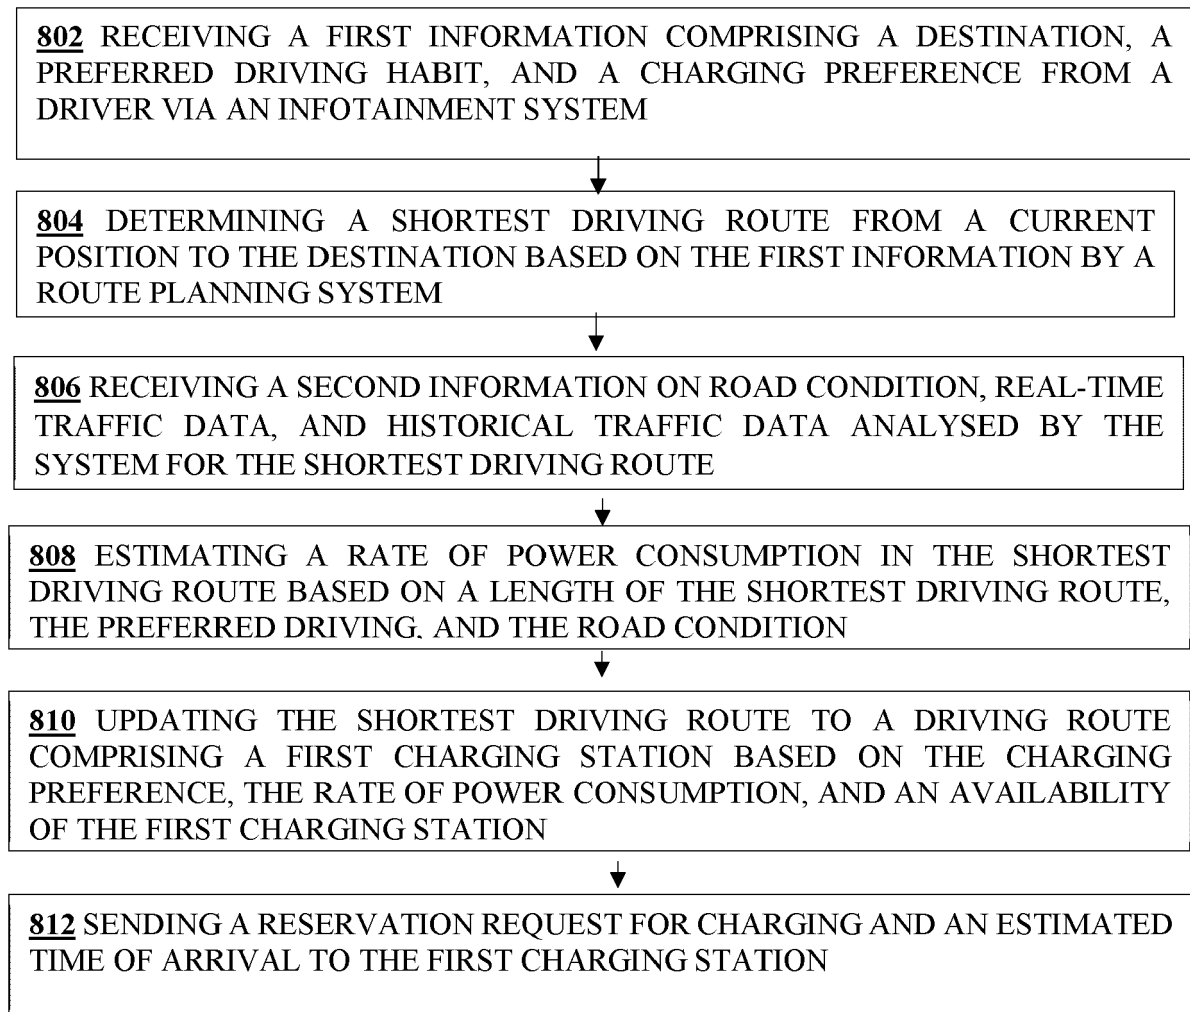 802 RECEIVING A FIRST INFORMATION COMPRISING A DESTINATION, A
PREFERRED DRIVING HABIT, AND A CHARGING PREFERENCE FROM A
DRIVER VIA AN INFOTAINMENT SYSTEM
804 DETERMINING A SHORTEST DRIVING ROUTE FROM A CURRENT
POSITION TO THE DESTINATION BASED ON THE FIRST INFORMATION BY A
ROUTE PLANNING SYSTEM
806 RECEIVING A SECOND INFORMATION ON ROAD CONDITION, REAL-TIME
TRAFFIC DATA, AND HISTORICAL TRAFFIC DATA ANALYSED BY THE
SYSTEM FOR THE SHORTEST DRIVING ROUTE
808 ESTIMATING A RATE OF POWER CONSUMPTION IN THE SHORTEST
DRIVING ROUTE BASED ON A LENGTH OF THE SHORTEST DRIVING ROUTE,
THE PREFERRED DRIVING, AND THE ROAD CONDITION
810 UPDATING THE SHORTEST DRIVING ROUTE TO A DRIVING ROUTE
COMPRISING A FIRST CHARGING STATION BASED ON THE CHARGING
PREFERENCE, THE RATE OF POWER CONSUMPTION, AND AN AVAILABILITY
OF THE FIRST CHARGING STATION
812 SENDING A RESERVATION REQUEST FOR CHARGING AND AN ESTIMATED
TIME OF ARRIVAL TO THE FIRST CHARGING STATION